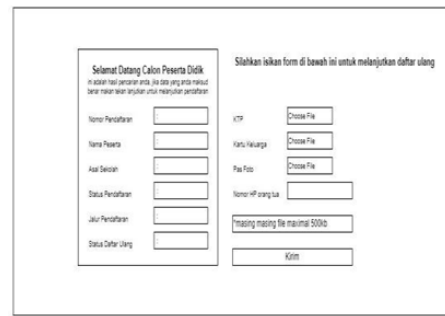 Selamat Datang Calon Peserta Didik
ini adalah hasil pencarian anda, jika data yang anda maksud
benar makan tekan lanjutkan untuk melanjutkan pendaftaran
Nomor Pendaftaran :
Nama Peserta :
Asal Sekolah :
Status Pendaftaran :
Jalur Pendaftaran :
Status Daftar Ulang :
Silahkan isikan form di bawah ini untuk melanjutkan daftar ulang
KTP Choose File
Kartu Keluarga Choose File
Pas Foto Choose File
Nomor HP orang tua
*masing masing file maximal 500kb
Kirim